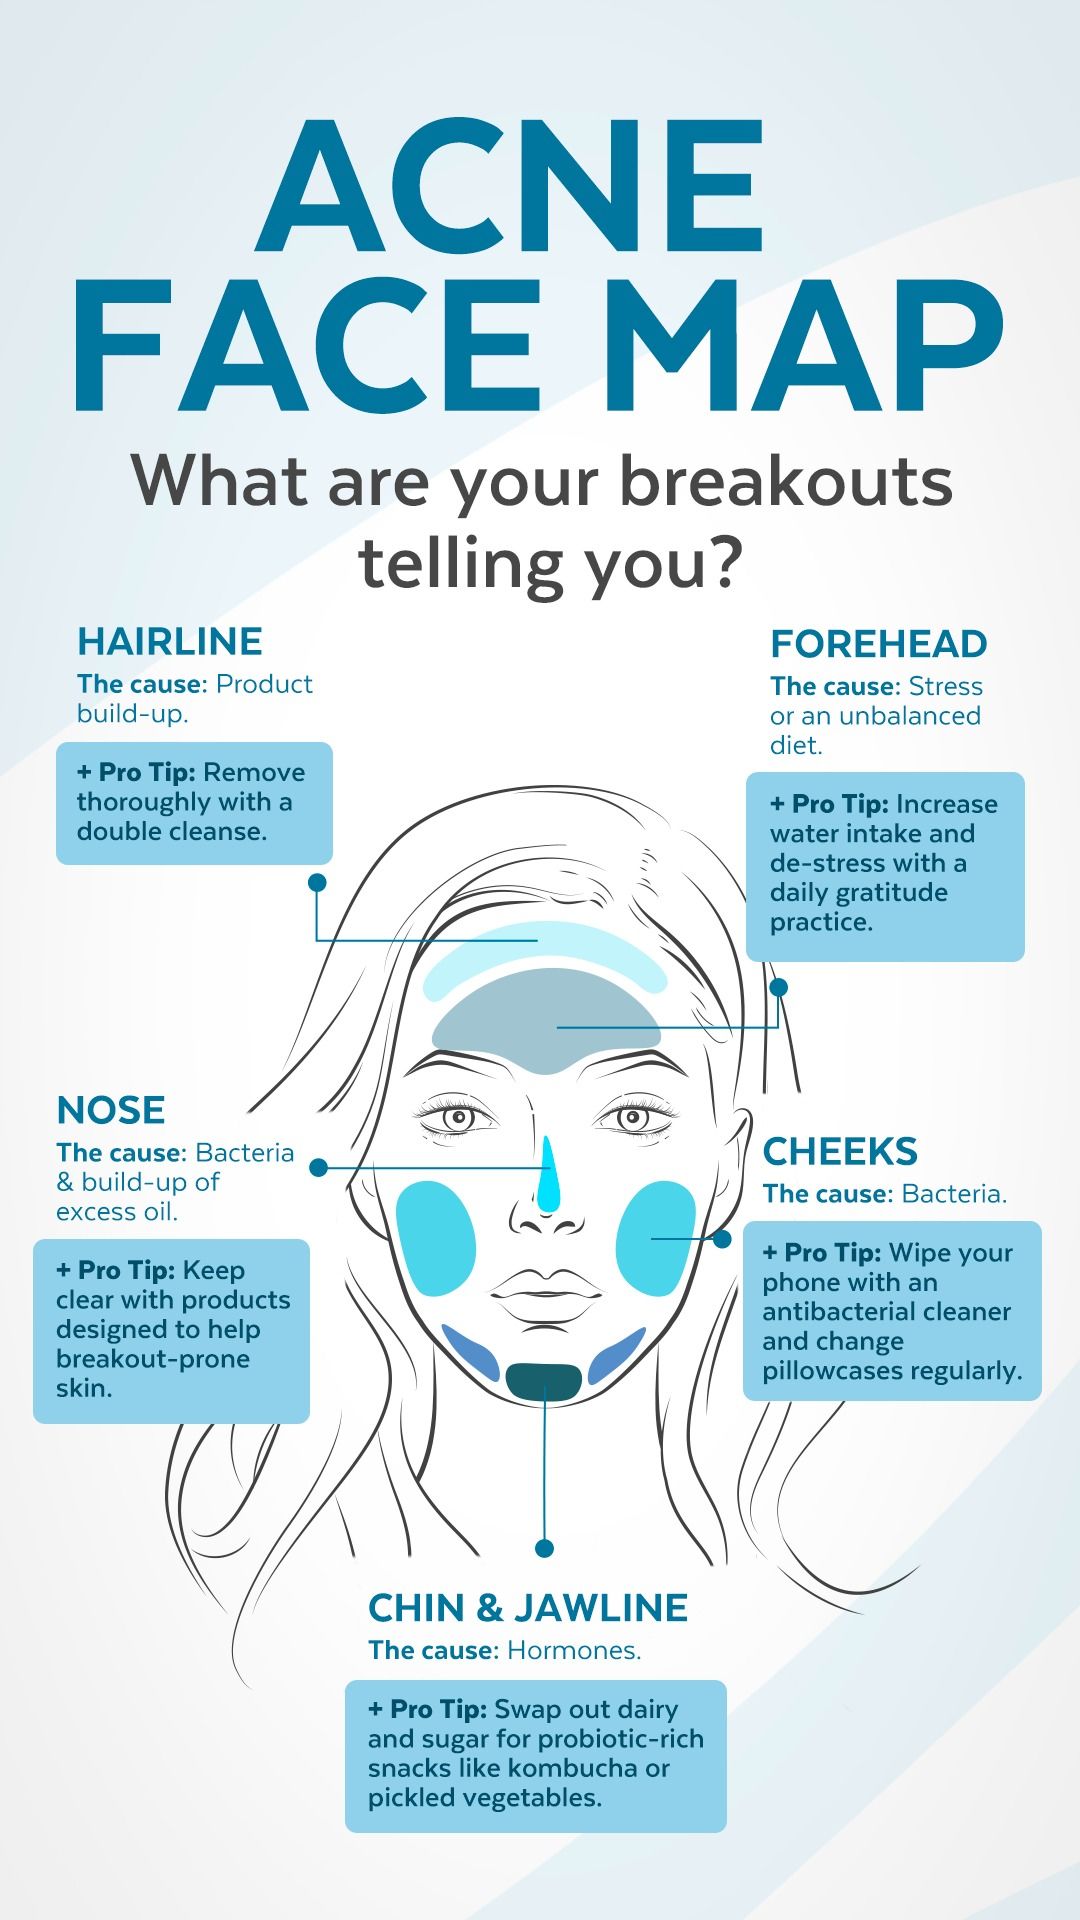 ACNE
FACE MAP
What are your breakouts
telling you?
HAIRLINE
The cause: Product
build-up.
+ Pro Tip: Remove
thoroughly with a
double cleanse.
FOREHEAD
The cause: Stress
or an unbalanced
diet.
+ Pro Tip: Increase
water intake and
de-stress with a
daily gratitude
practice.
NOSE
The cause: Bacteria
& build-up of
excess oil.
+ Pro Tip: Keep
clear with products
designed to help
breakout-prone
skin.
CHEEKS
The cause: Bacteria.
+ Pro Tip: Wipe your
phone with an
antibacterial cleaner
and change
pillowcases regularly.
CHIN & JAWLINE
The cause: Hormones.
+ Pro Tip: Swap out dairy
and sugar for probiotic-rich
snacks like kombucha or
pickled vegetables.